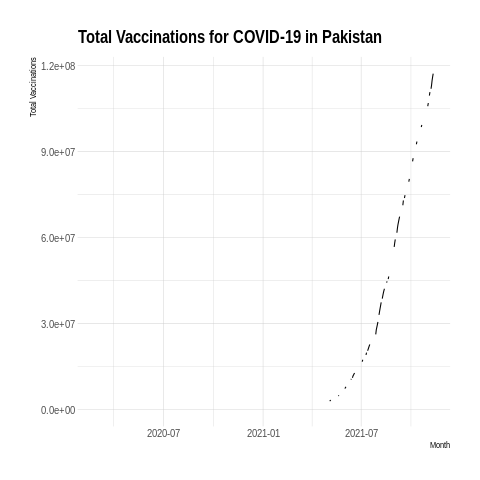 Total Vaccinations for COVID-19 in Pakistan
Total Vaccinations
1.2e+08
9.0e+07
6.0e+07
3.0e+07
0.0e+00
2020-07 2021-01 2021-07
Month